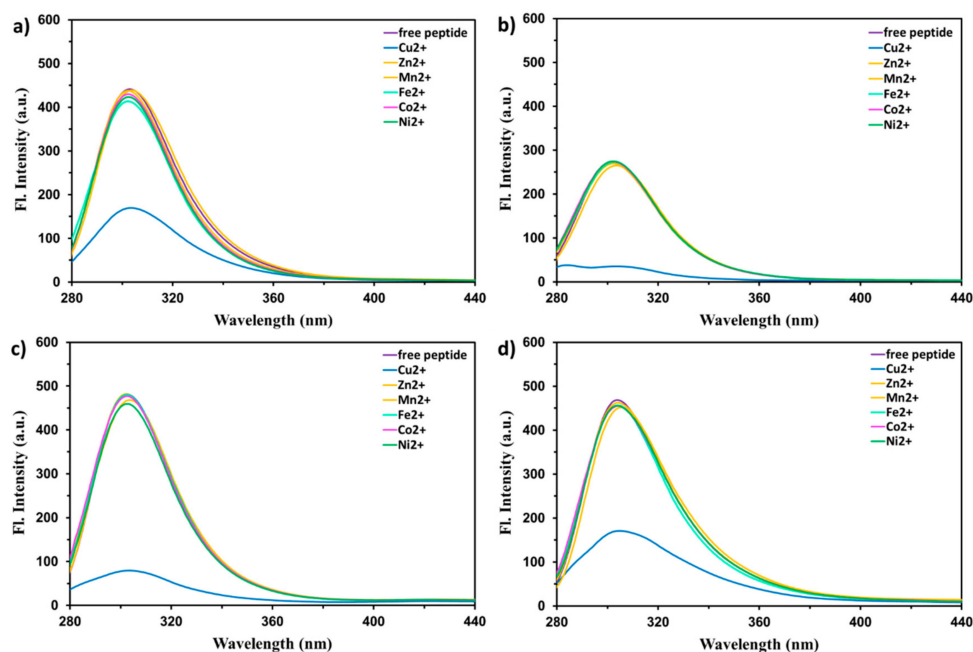 a)
free peptide
Cu2+
Zn2+
Mn2+
Fe2+
Co2+
Ni2+
600
500
400
300
200
100
0
Fl. Intensity (a.u.)
280 320 360 400 440
Wavelength (nm)
b)
free peptide
Cu2+
Zn2+
Mn2+
Fe2+
Co2+
Ni2+
600
500
400
300
200
100
0
Fl. Intensity (a.u.)
280 320 360 400 440
Wavelength (nm)
c)
free peptide
Cu2+
Zn2+
Mn2+
Fe2+
Co2+
Ni2+
600
500
400
300
200
100
0
Fl. Intensity (a.u.)
280 320 360 400 440
Wavelength (nm)
d)
free peptide
Cu2+
Zn2+
Mn2+
Fe2+
Co2+
Ni2+
600
500
400
300
200
100
0
Fl. Intensity (a.u.)
280 320 360 400 440
Wavelength (nm)